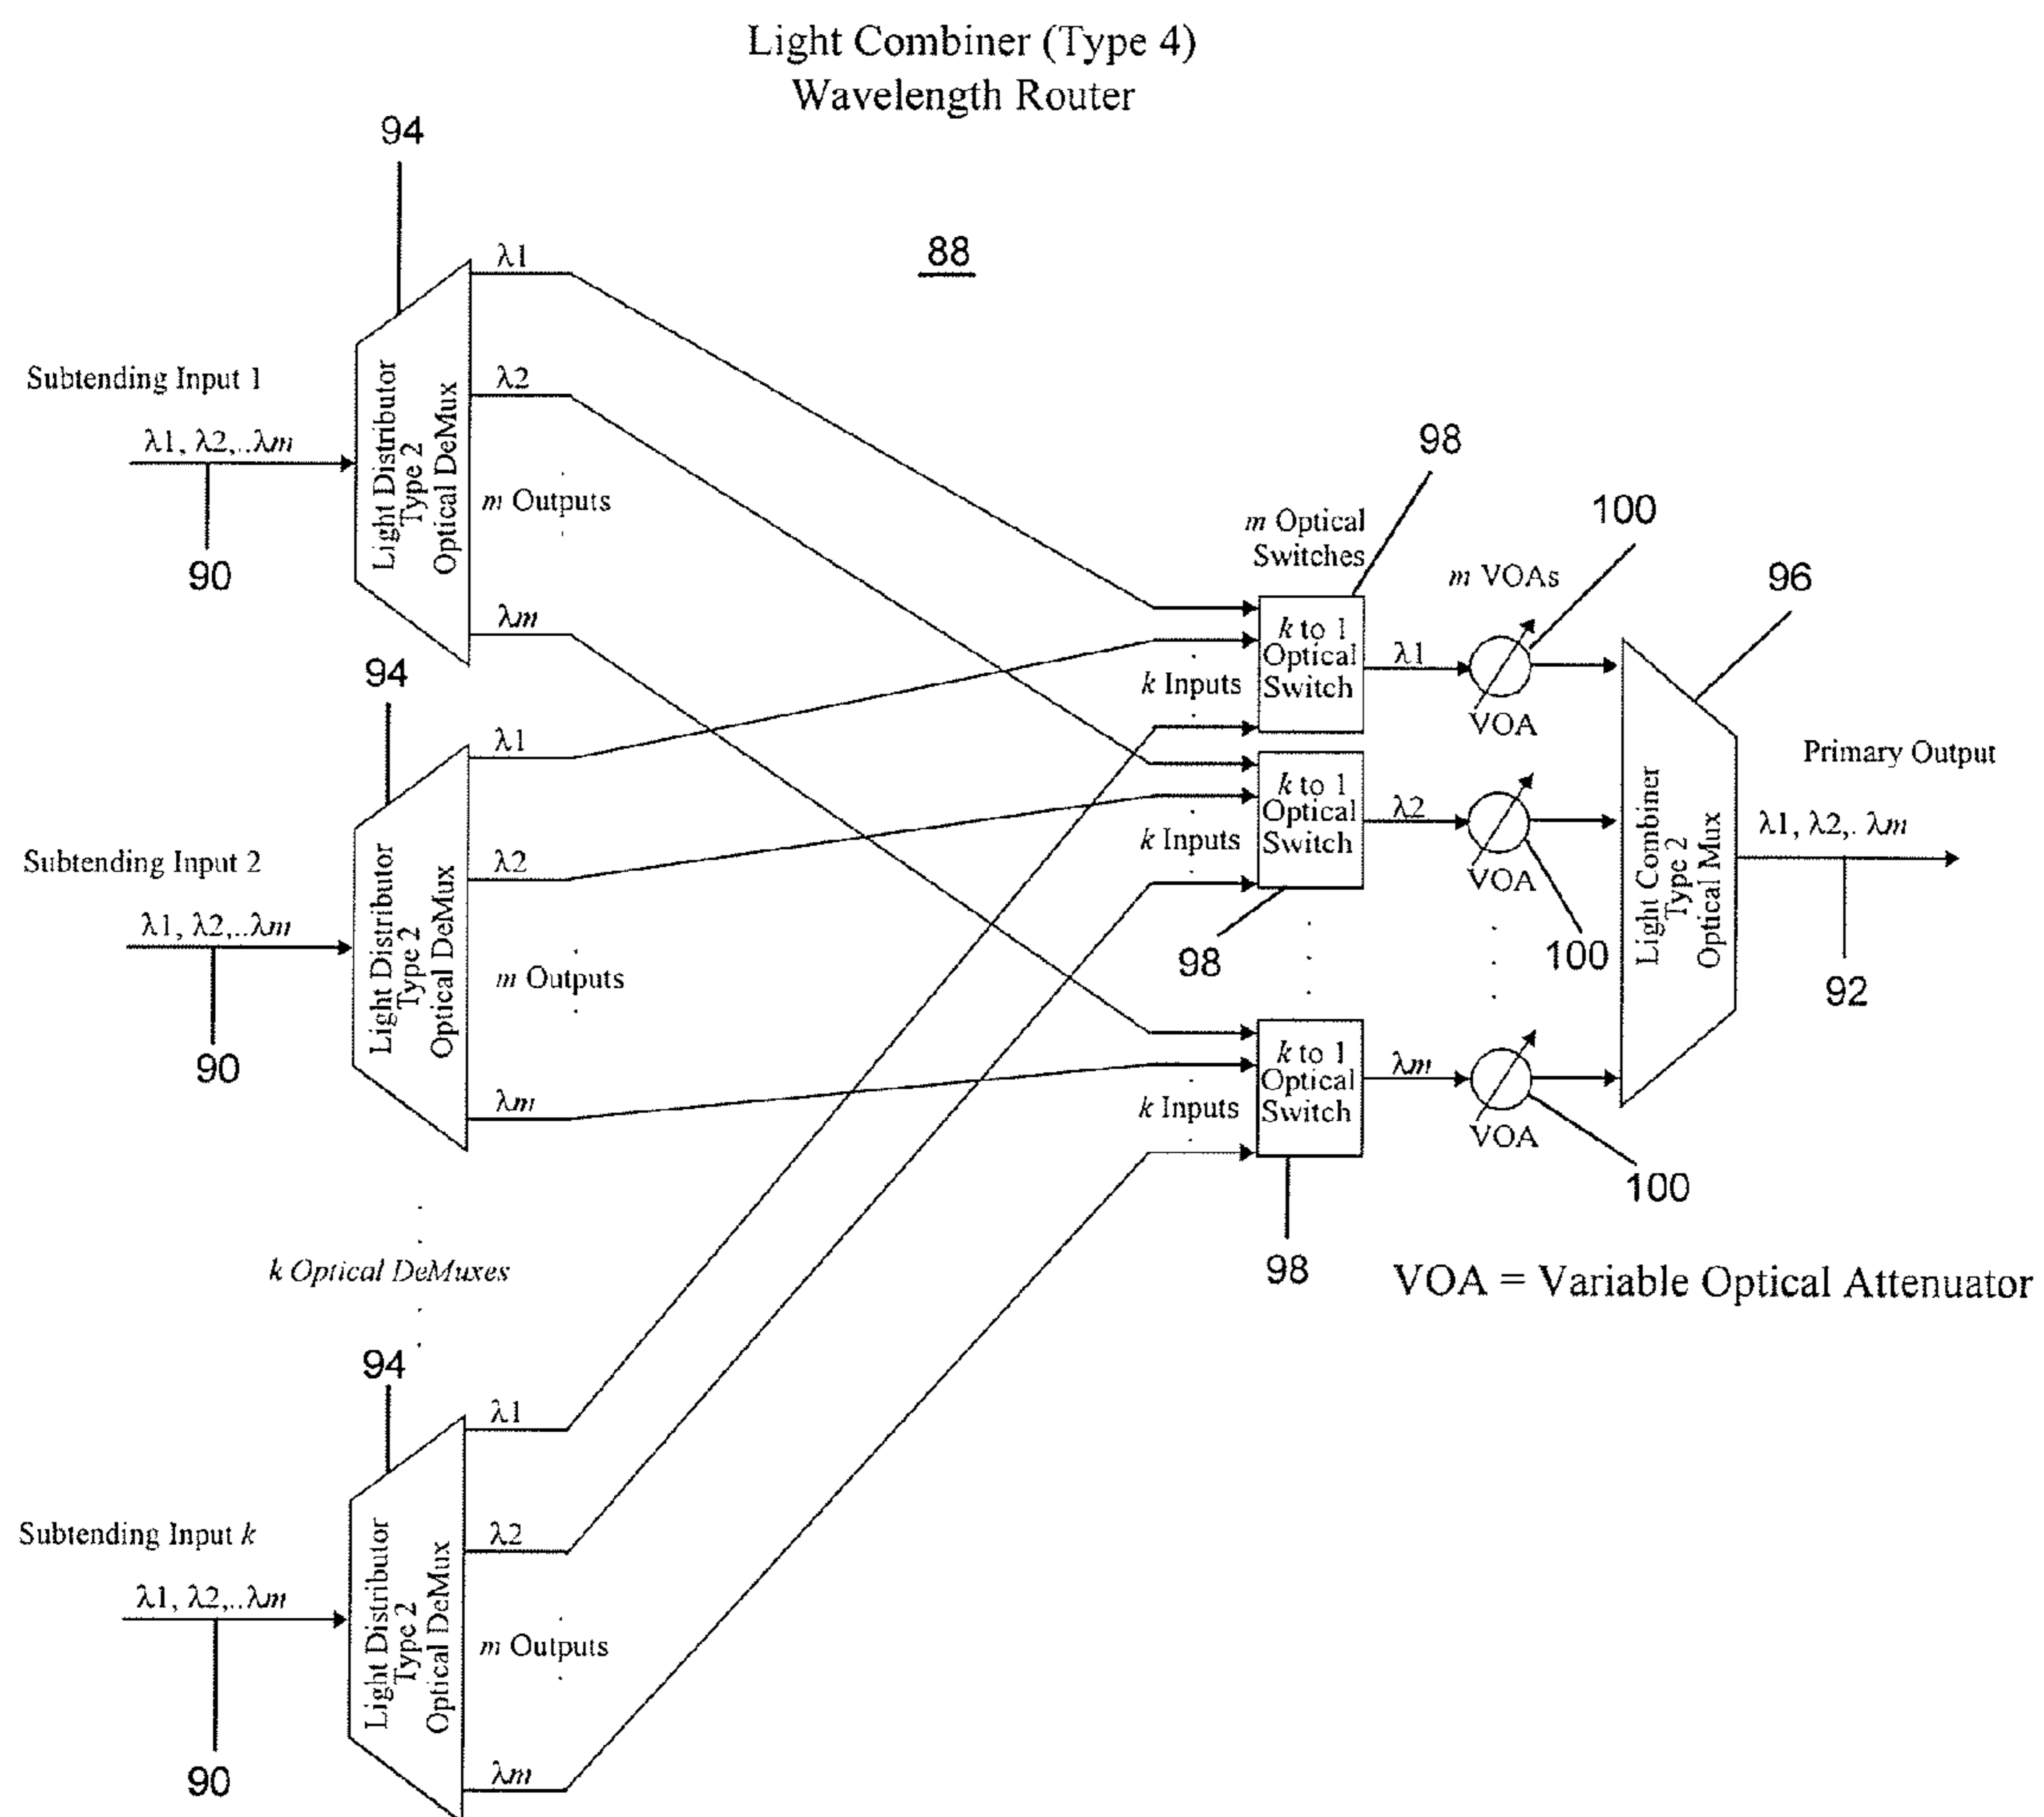 Light Combiner (Type 4)
Wavelength Router
94
88
λ1
λ2
λm
m Outputs
Subtending Input 1
λ1, λ2,..λm
90
Light Distributor
Type 2
Optical DeMux
94
λ1
λ2
λm
m Outputs
Subtending Input 2
λ1, λ2,..λm
90
Light Distributor
Type 2
Optical DeMux
k Optical DeMuxes
94
λ1
λ2
λm
m Outputs
Subtending Input k
λ1, λ2,..λm
90
Light Distributor
Type 2
Optical DeMux
98
m Optical
Switches
k Inputs
k to 1
Optical
Switch
λ1
m VOAs
100
VOA
k Inputs
k to 1
Optical
Switch
98
λ2
VOA
100
k Inputs
k to 1
Optical
Switch
98
λm
VOA
100
96
Light Combiner
Type 2
Optical Mux
Primary Output
λ1, λ2,. λm
92
VOA = Variable Optical Attenuator